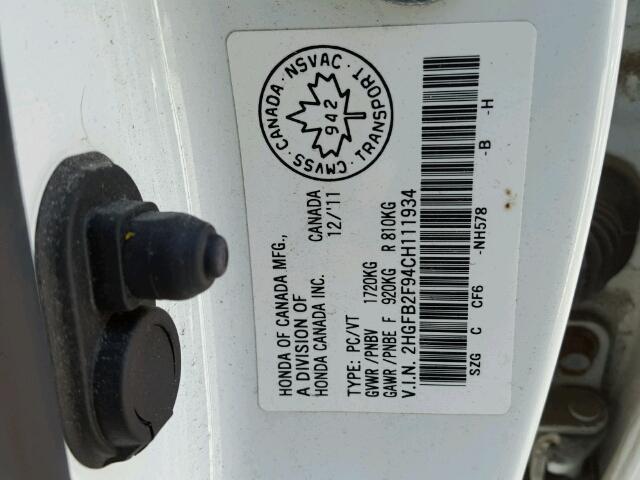 HONDA OF CANADA MFG.,
A DIVISION OF
HONDA CANADA INC.
CANADA
12/'11
CANADA · NSVAC · TRANSPORT · CMVSS
942
TYPE: PC/VT
GVWR /PNBV 1720KG
GAWR /PNBE F 920KG R 810KG
V.I.N. 2HGFB2F94CH111934
SZG C CF6 -NH578 -B -H